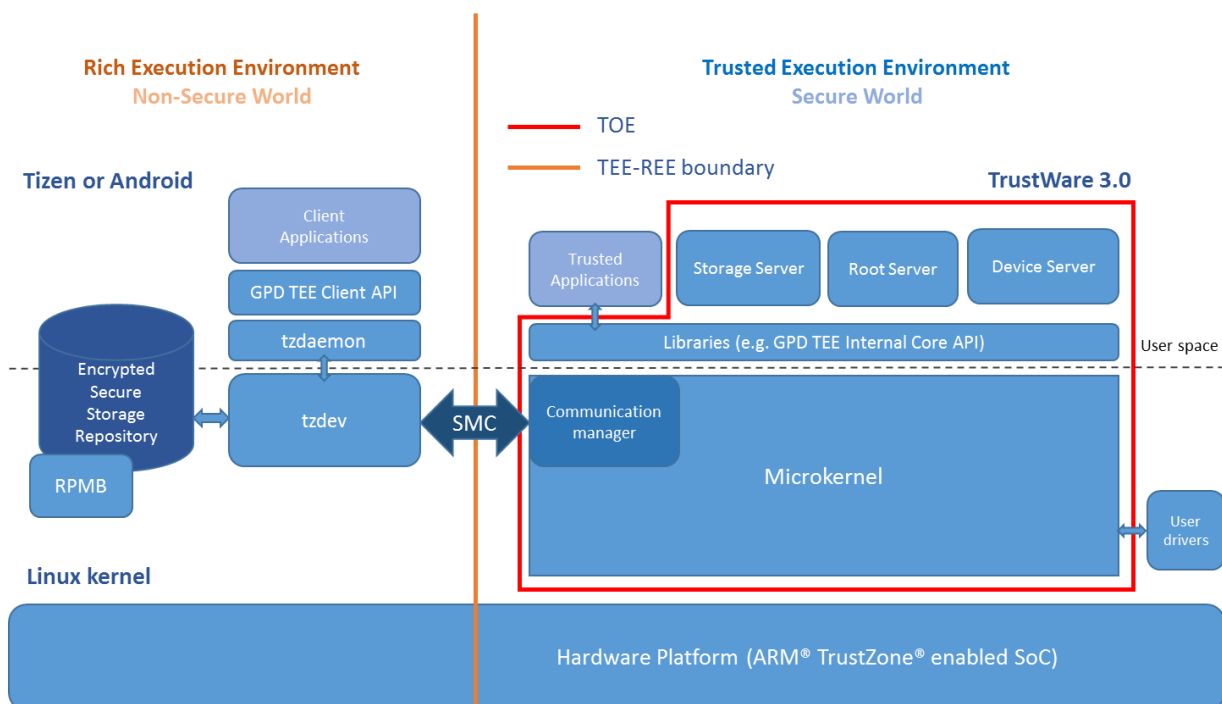 Rich Execution Environment
Non-Secure World
Trusted Execution Environment
Secure World
TOE
TEE-REE boundary
Tizen or Android
TrustWare 3.0
Client
Applications
GPD TEE Client API
tzdaemon
Encrypted
Secure
Storage
Repository
RPMB
tzdev
SMC
Trusted
Applications
Storage Server
Root Server
Device Server
Libraries (e.g. GPD TEE Internal Core API)
User space
Communication
manager
Microkernel
User
drivers
Linux kernel
Hardware Platform (ARM® TrustZone® enabled SoC)